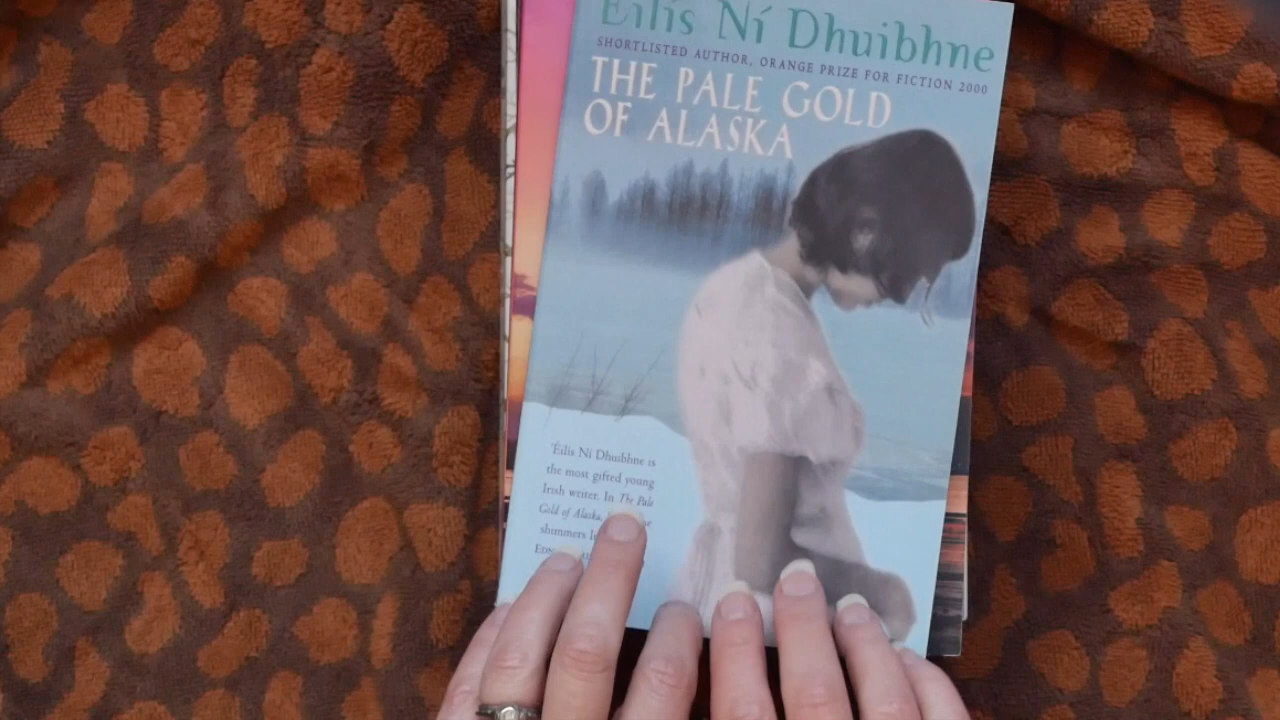 Éilís Ní Dhuibhne
SHORTLISTED AUTHOR, ORANGE PRIZE FOR FICTION 2000
THE PALE GOLD
OF ALASKA
'Éilís Ní Dhuibhne is
the most gifted young
Irish writer. In The Pale
Gold of Alaska,
shimmers